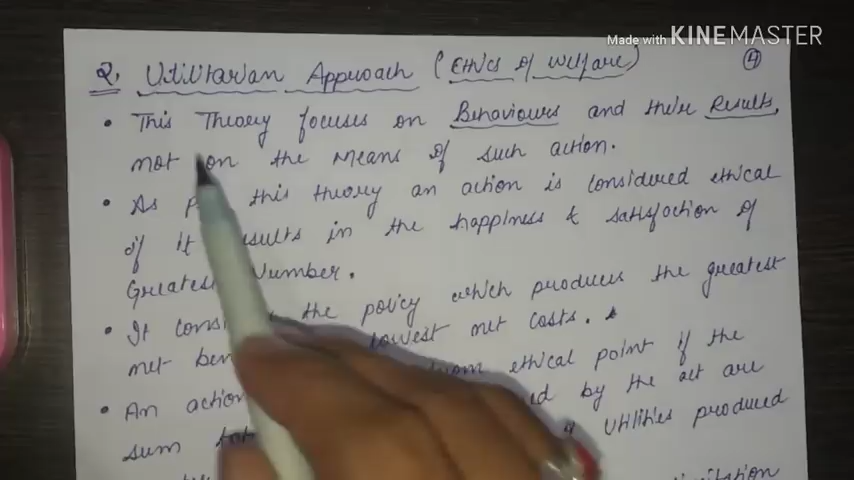 Made with KINEMASTER
2. Utilitarian Approach (Ethics of welfare) 4
• This Theory focuses on Behaviours and their Results,
not on the Means of such action.
• As this theory an action is considered ethical
if it results in the happiness & satisfaction of
Greatest Number.
• It the policy which produces the greatest
net lowest net costs.
• An action ethical point if the
sum by the act are
utilities produced